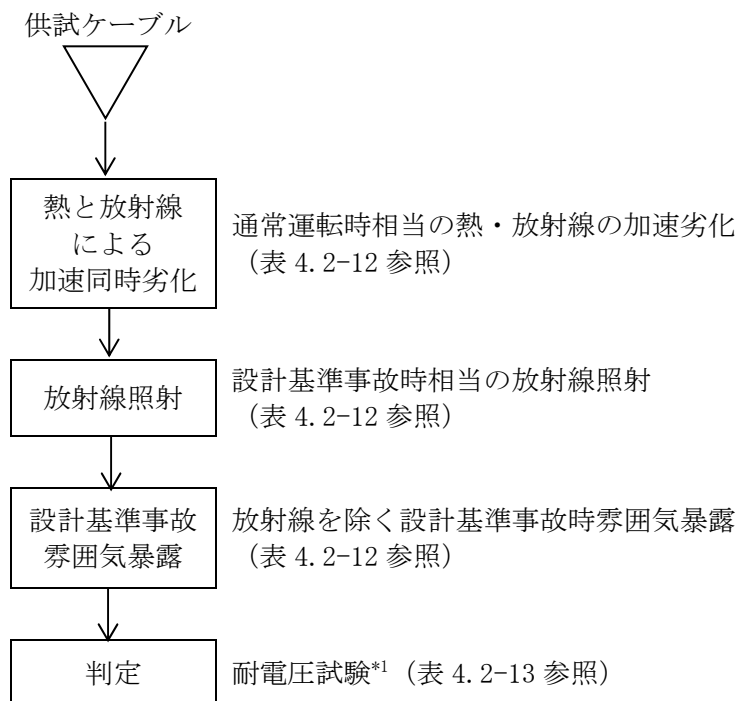 供試ケーブル
熱と放射線
による
加速同時劣化
通常運転時相当の熱・放射線の加速劣化
（表 4.2-12 参照）
放射線照射
設計基準事故時相当の放射線照射
（表 4.2-12 参照）
設計基準事故
雰囲気暴露
放射線を除く設計基準事故時雰囲気暴露
（表 4.2-12 参照）
判定
耐電圧試験*1（表 4.2-13 参照）